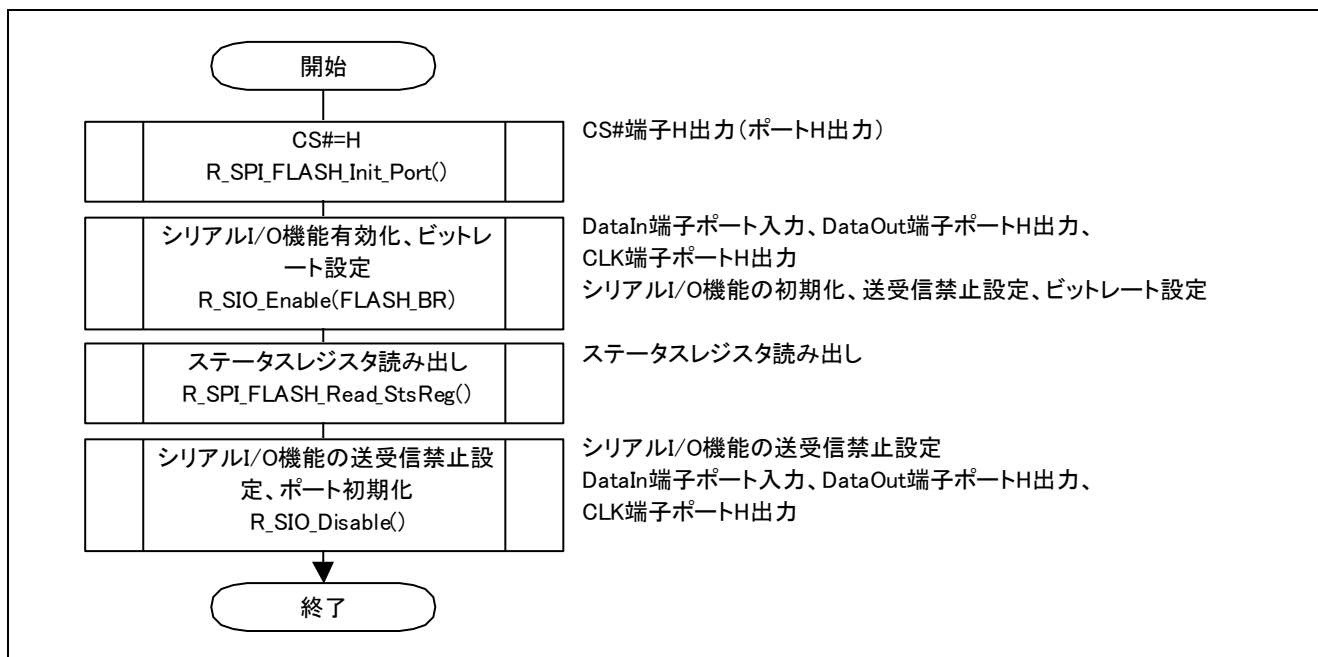 開始
CS#=H
R_SPI_FLASH_Init_Port()
CS#端子H出力(ポートH出力)
シリアルI/O機能有効化、ビットレ
ート設定
R_SIO_Enable(FLASH_BR)
DataIn端子ポート入力、DataOut端子ポートH出力、
CLK端子ポートH出力
シリアルI/O機能の初期化、送受信禁止設定、ビットレート設定
ステータスレジスタ読み出し
R_SPI_FLASH_Read_StsReg()
ステータスレジスタ読み出し
シリアルI/O機能の送受信禁止設
定、ポート初期化
R_SIO_Disable()
シリアルI/O機能の送受信禁止設定
DataIn端子ポート入力、DataOut端子ポートH出力、
CLK端子ポートH出力
終了